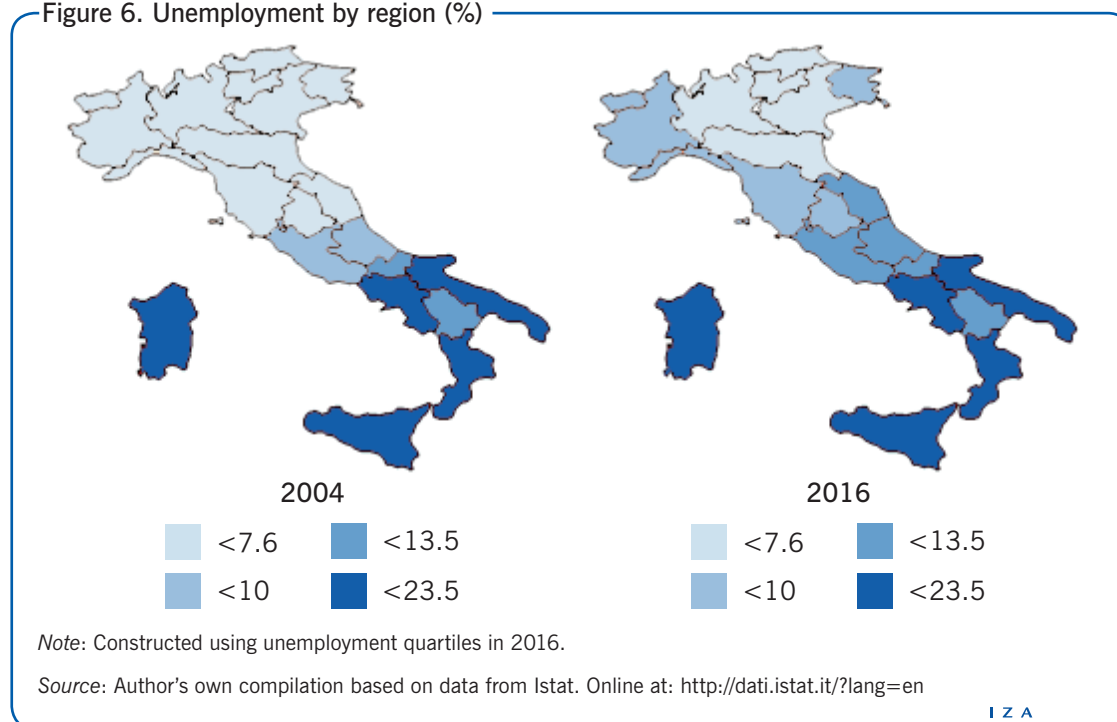 Figure 6. Unemployment by region (%)
2004
<7.6
<13.5
<10
<23.5
2016
<7.6
<13.5
<10
<23.5
Note: Constructed using unemployment quartiles in 2016.
Source: Author's own compilation based on data from Istat. Online at: http://dati.istat.it/?lang=en
I Z A